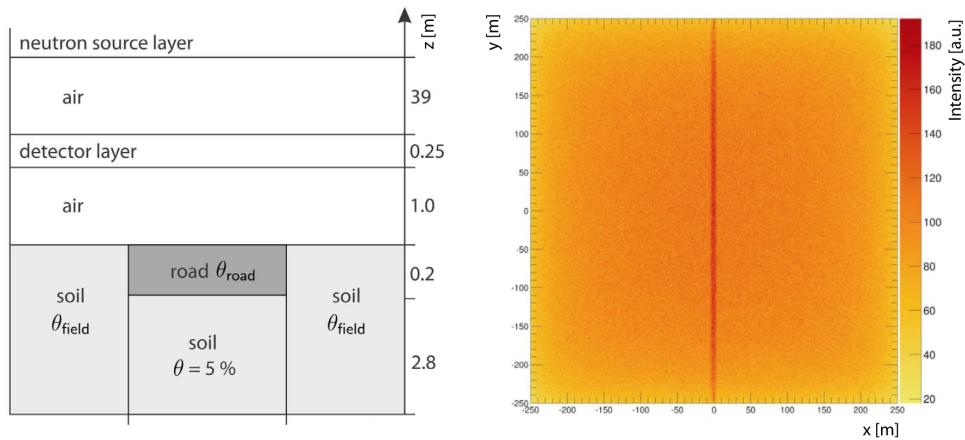 z [m]
neutron source layer
air
39
detector layer
0.25
air
1.0
road θroad
0.2
soil
θfield
soil
θfield
soil
θ = 5 %
2.8
y [m]
250
200
150
100
50
0
-50
-100
-150
-200
-250
-250 -200 -150 -100 -50 0 50 100 150 200 250
x [m]
Intensity [a.u.]
180
160
140
120
100
80
60
40
20